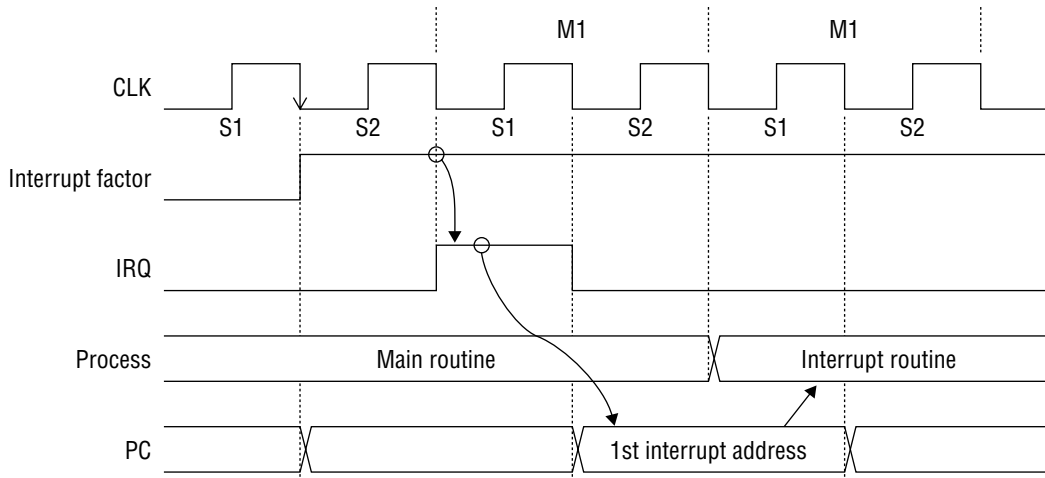 M1 M1
CLK
S1 S2 S1 S2 S1 S2
Interrupt factor
IRQ
Process Main routine Interrupt routine
PC 1st interrupt address